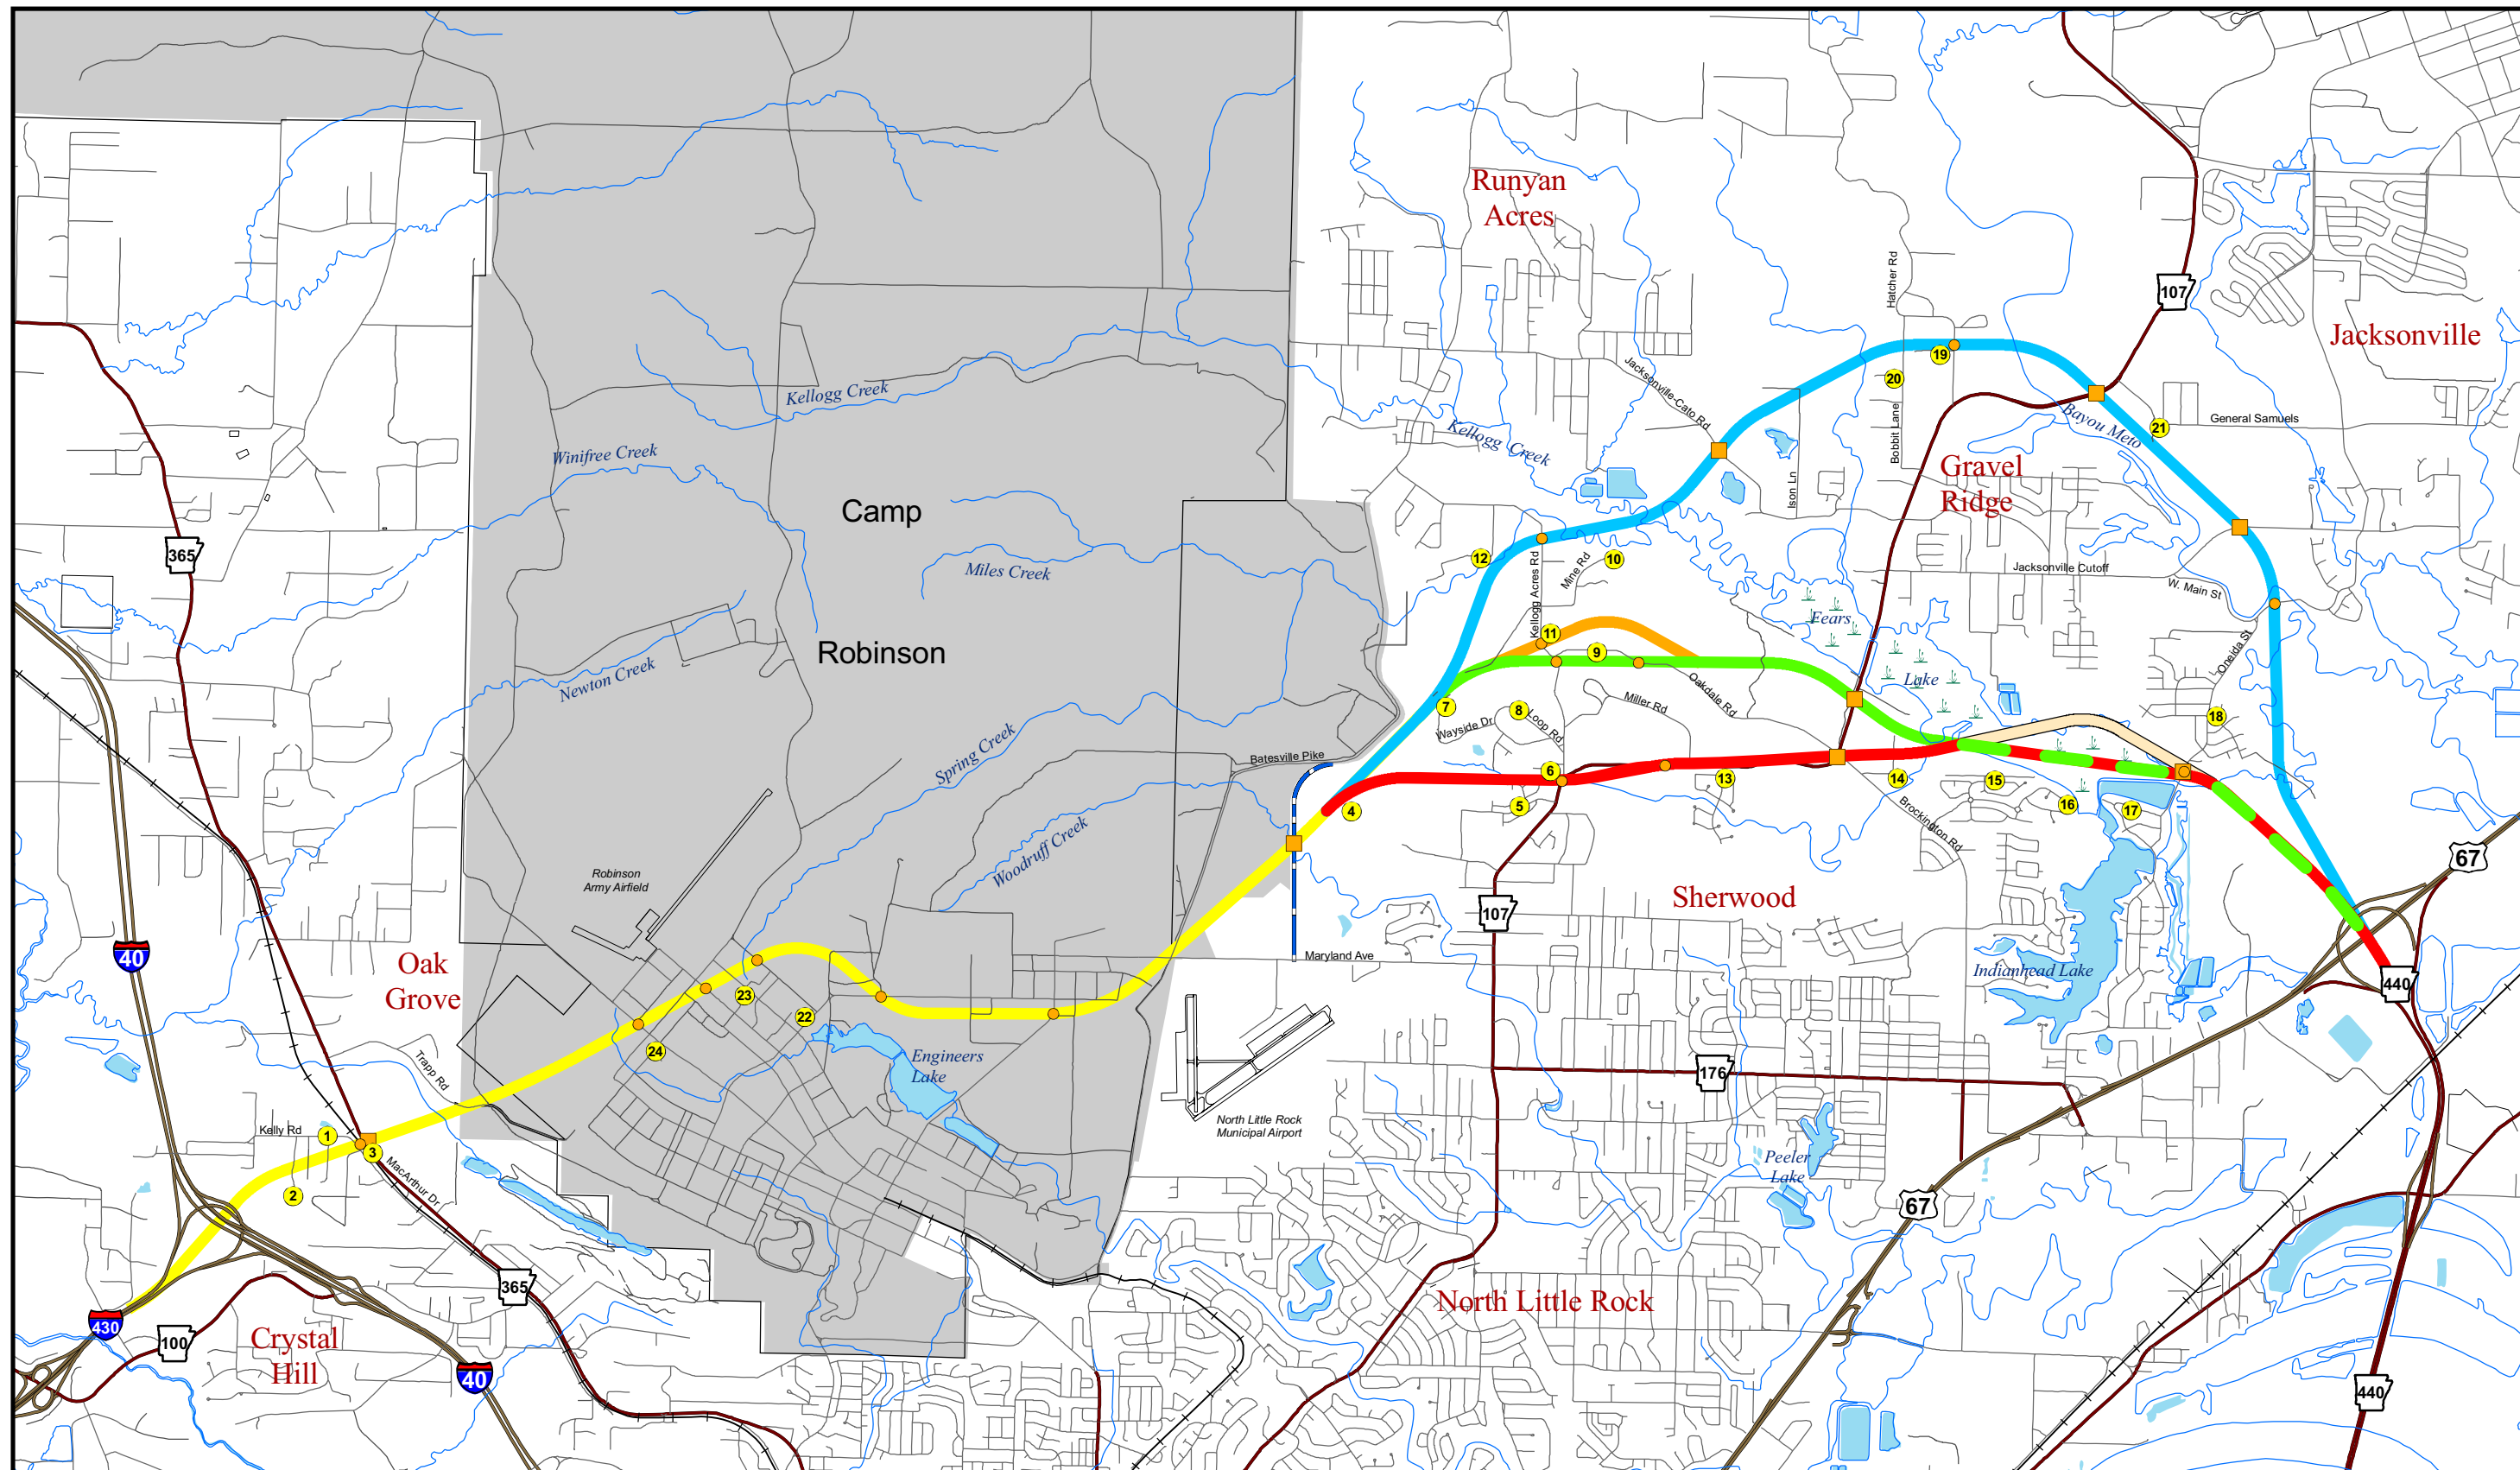 Runyan
Acres
Hatcher Rd
107
Jacksonville
Jacksonville-Cato Rd
19
20
Kellogg Creek
Bayou Meto
General Samuels
21
Bobbit Lane
Kellogg Creek
Winifree Creek
Gravel
Ridge
Ison Ln
Camp
365
12
10
Mine Rd
Kellogg Acres Rd
Miles Creek
Jacksonville Cutoff
W. Main St
Fears
Lake
11
9
Robinson
Oneida St
Newton Creek
Oakdale Rd
Miller Rd
7
8
Loop Rd
Wayside Dr
18
Spring Creek
Batesville Pike
6
13
14
15
5
4
16
17
Brockington Rd
Woodruff Creek
67
Robinson
Army Airfield
Sherwood
107
40
Maryland Ave
Oak
Grove
Indianhead Lake
440
23
22
24
Engineers
Lake
Trapp Rd
176
North Little Rock
Municipal Airport
Kelly Rd
1
3
2
MacArthur Dr
Peeler
Lake
67
365
North Little Rock
430
100
Crystal
Hill
40
440